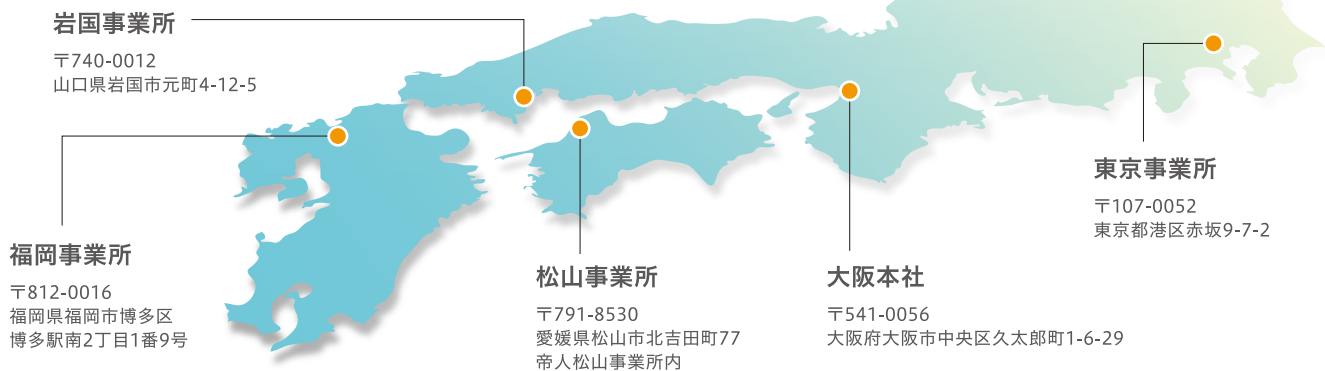 岩国事業所
〒740-0012
山口県岩国市元町4-12-5
東京事業所
〒107-0052
東京都港区赤坂9-7-2
福岡事業所
〒812-0016
福岡県福岡市博多区
博多駅南2丁目1番9号
松山事業所
〒791-8530
愛媛県松山市北吉田町77
帝人松山事業所内
大阪本社
〒541-0056
大阪府大阪市中央区久太郎町1-6-29